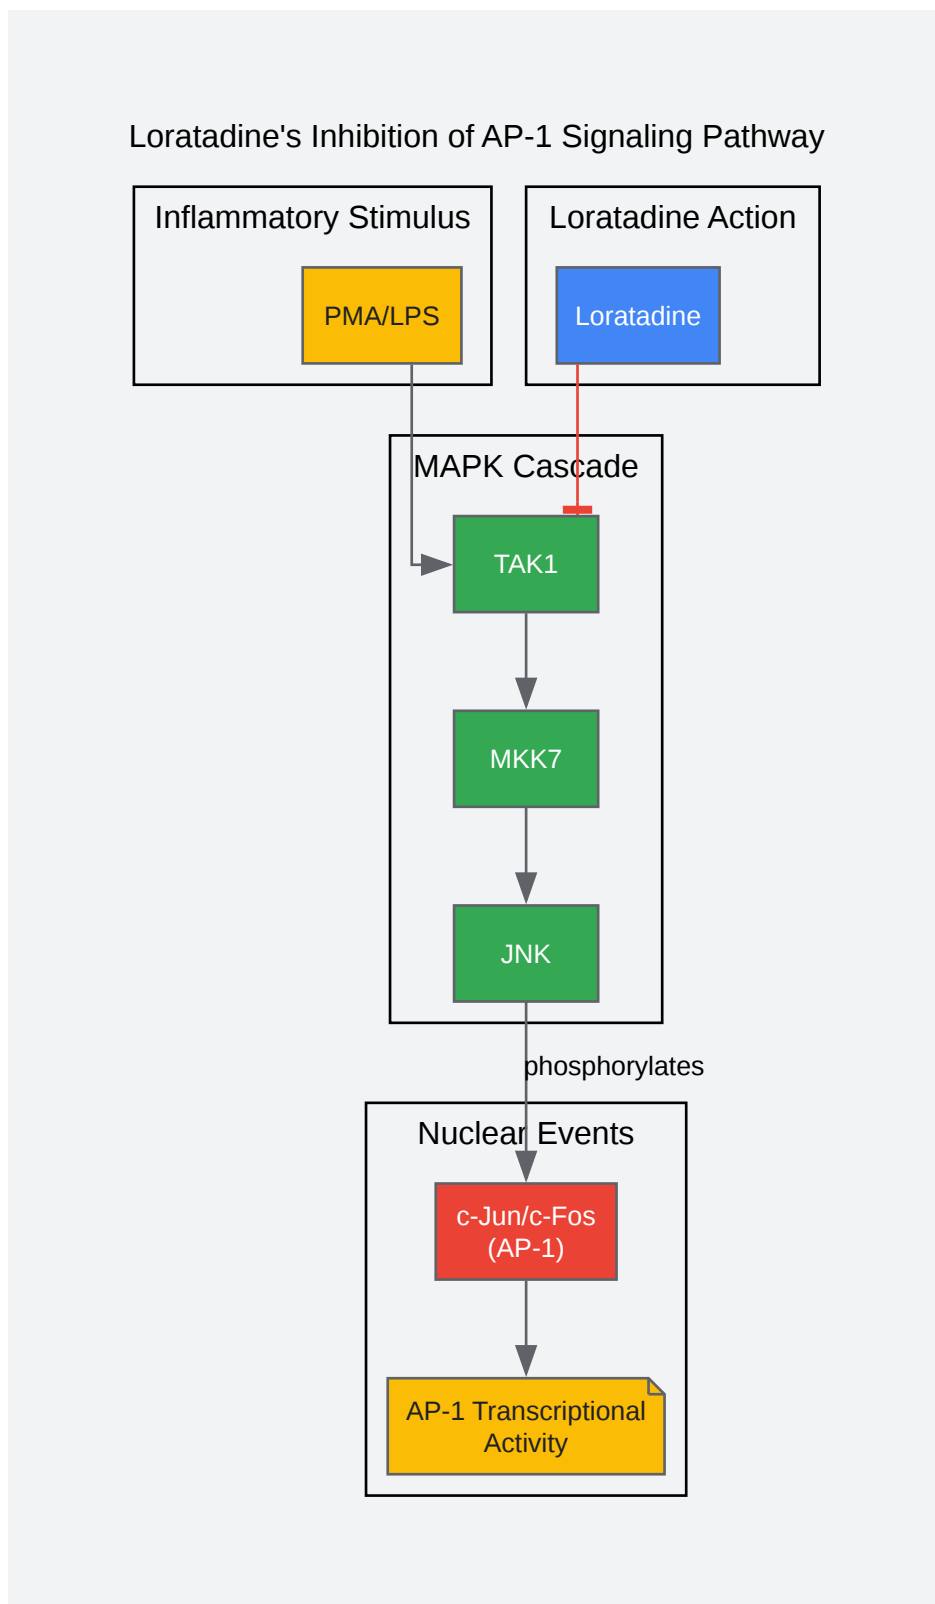 Loratadine's Inhibition of AP-1 Signaling Pathway
Inflammatory Stimulus
Loratadine Action
PMA/LPS
Loratadine
MAPK Cascade
TAK1
MKK7
JNK
phosphorylates
Nuclear Events
c-Jun/c-Fos
(AP-1)
AP-1 Transcriptional
Activity